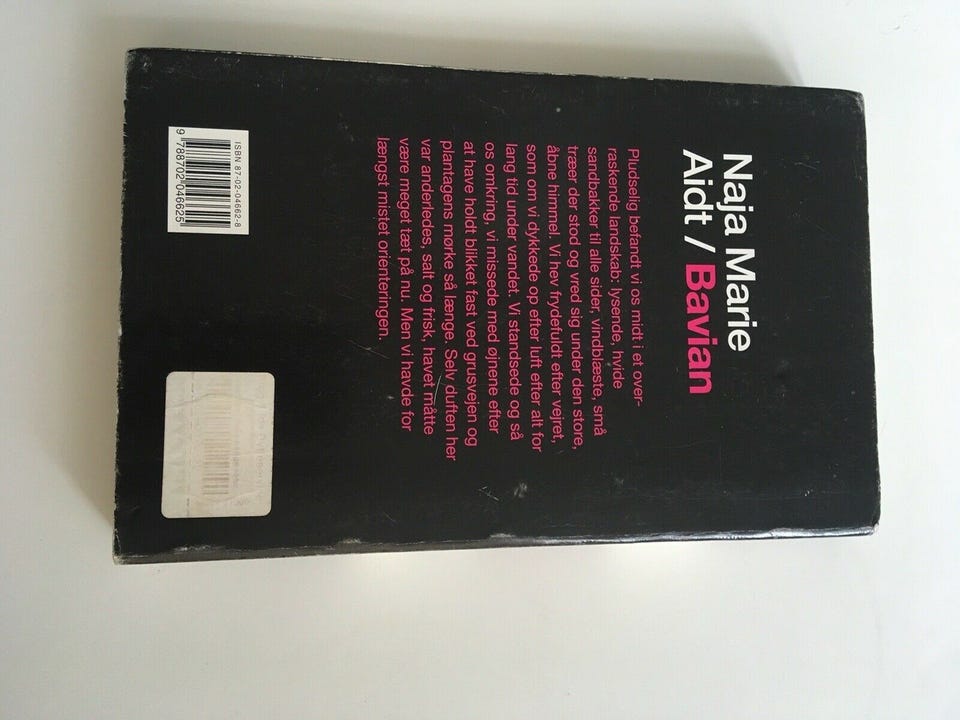 Naja Marie
Aidt / Bavian
Pludselig befandt vi os midt i et over-
raskende landskab: lysende, hvide
sandbakker til alle sider, vindblæste, små
træer der stod og vred sig under den store,
åbne himmel. Vi hev frydefuldt efter vejret,
som om vi dykkede op efter luft efter alt for
lang tid under vandet. Vi standsede og så
os omkring, vi missede med øjnene efter
at have holdt blikket fast ved grusvejen og
plantagens mørke så længe. Selv duften her
var anderledes, salt og frisk, havet måtte
være meget tæt på nu. Men vi havde for
længst mistet orienteringen.
ISBN 87-02-04662-8
9 788702 046625